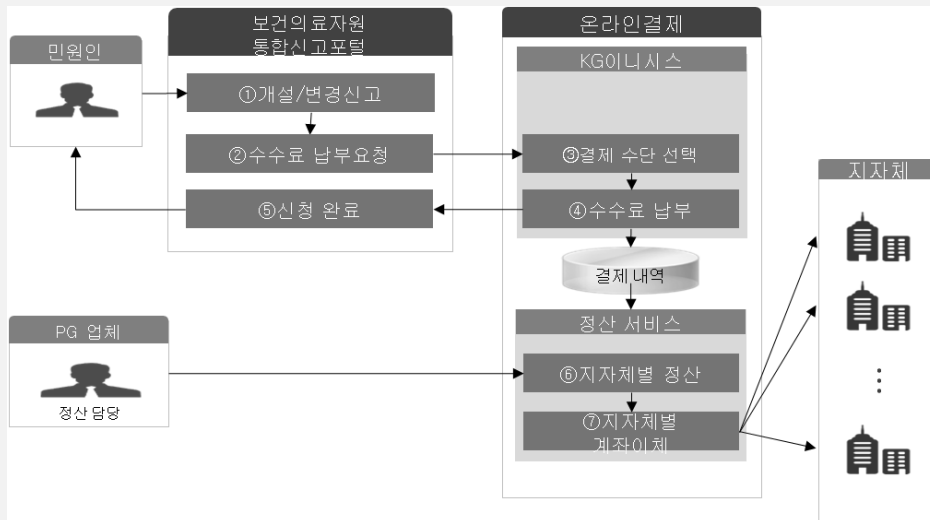 민원인
보건의료자원
통합신고포털
①개설/변경신고
②수수료 납부요청
⑤신청 완료
온라인결제
KG이니시스
③결제 수단 선택
④수수료 납부
결제 내역
정산 서비스
⑥지자체별 정산
⑦지자체별
계좌이체
PG 업체
정산 담당
지자체